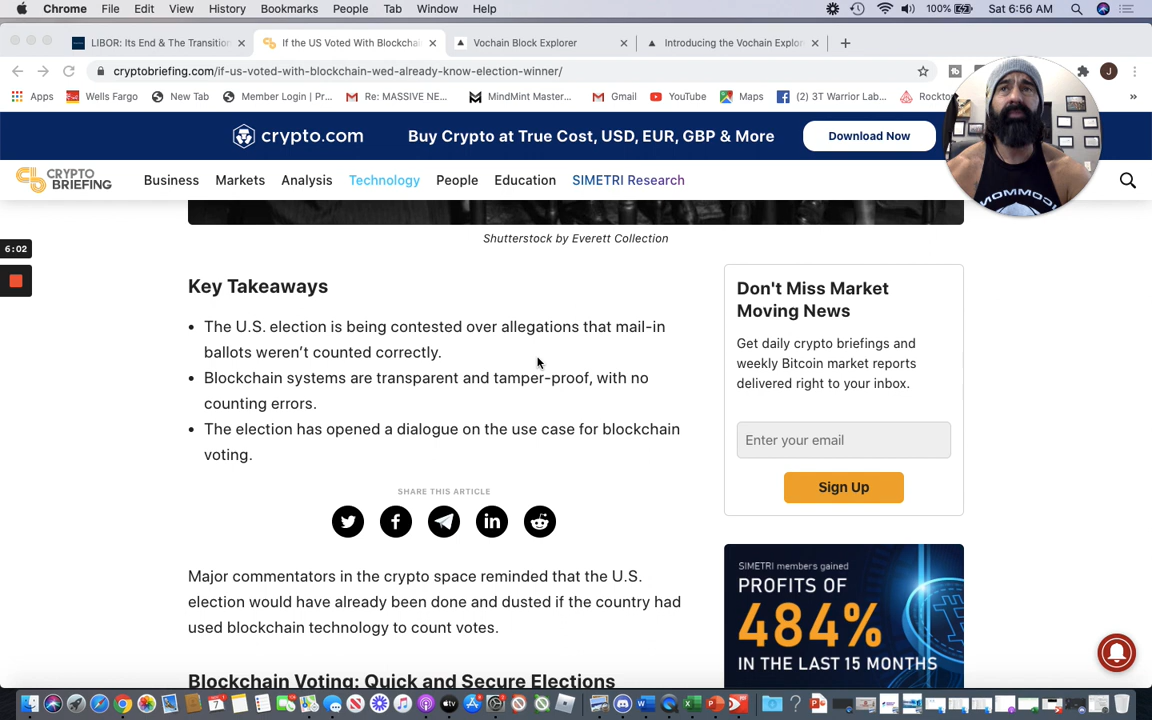 Chrome File Edit View History Bookmarks People Tab Window Help 100% Sat 6:56 AM
LIBOR: Its End & The Transition
If the US Voted With Blockchai
Vochain Block Explorer
Introducing the Vochain Explor
cryptobriefing.com/if-us-voted-with-blockchain-wed-already-know-election-winner/ J
Apps Wells Fargo New Tab Member Login | Pr... Re: MASSIVE NE... MindMint Master... Gmail YouTube Maps (2) 3T Warrior Lab... Rockto
crypto.com Buy Crypto at True Cost, USD, EUR, GBP & More Download Now
CRYPTO
BRIEFING
Business Markets Analysis Technology People Education SIMETRI Research
Shutterstock by Everett Collection
6:02
Key Takeaways
• The U.S. election is being contested over allegations that mail-in
ballots weren't counted correctly.
• Blockchain systems are transparent and tamper-proof, with no
counting errors.
• The election has opened a dialogue on the use case for blockchain
voting.
SHARE THIS ARTICLE
Major commentators in the crypto space reminded that the U.S.
election would have already been done and dusted if the country had
used blockchain technology to count votes.
Blockchain Voting: Quick and Secure Elections
Don't Miss Market
Moving News
Get daily crypto briefings and
weekly Bitcoin market reports
delivered right to your inbox.
Enter your email
Sign Up
SIMETRI members gained
PROFITS OF
484%
IN THE LAST 15 MONTHS